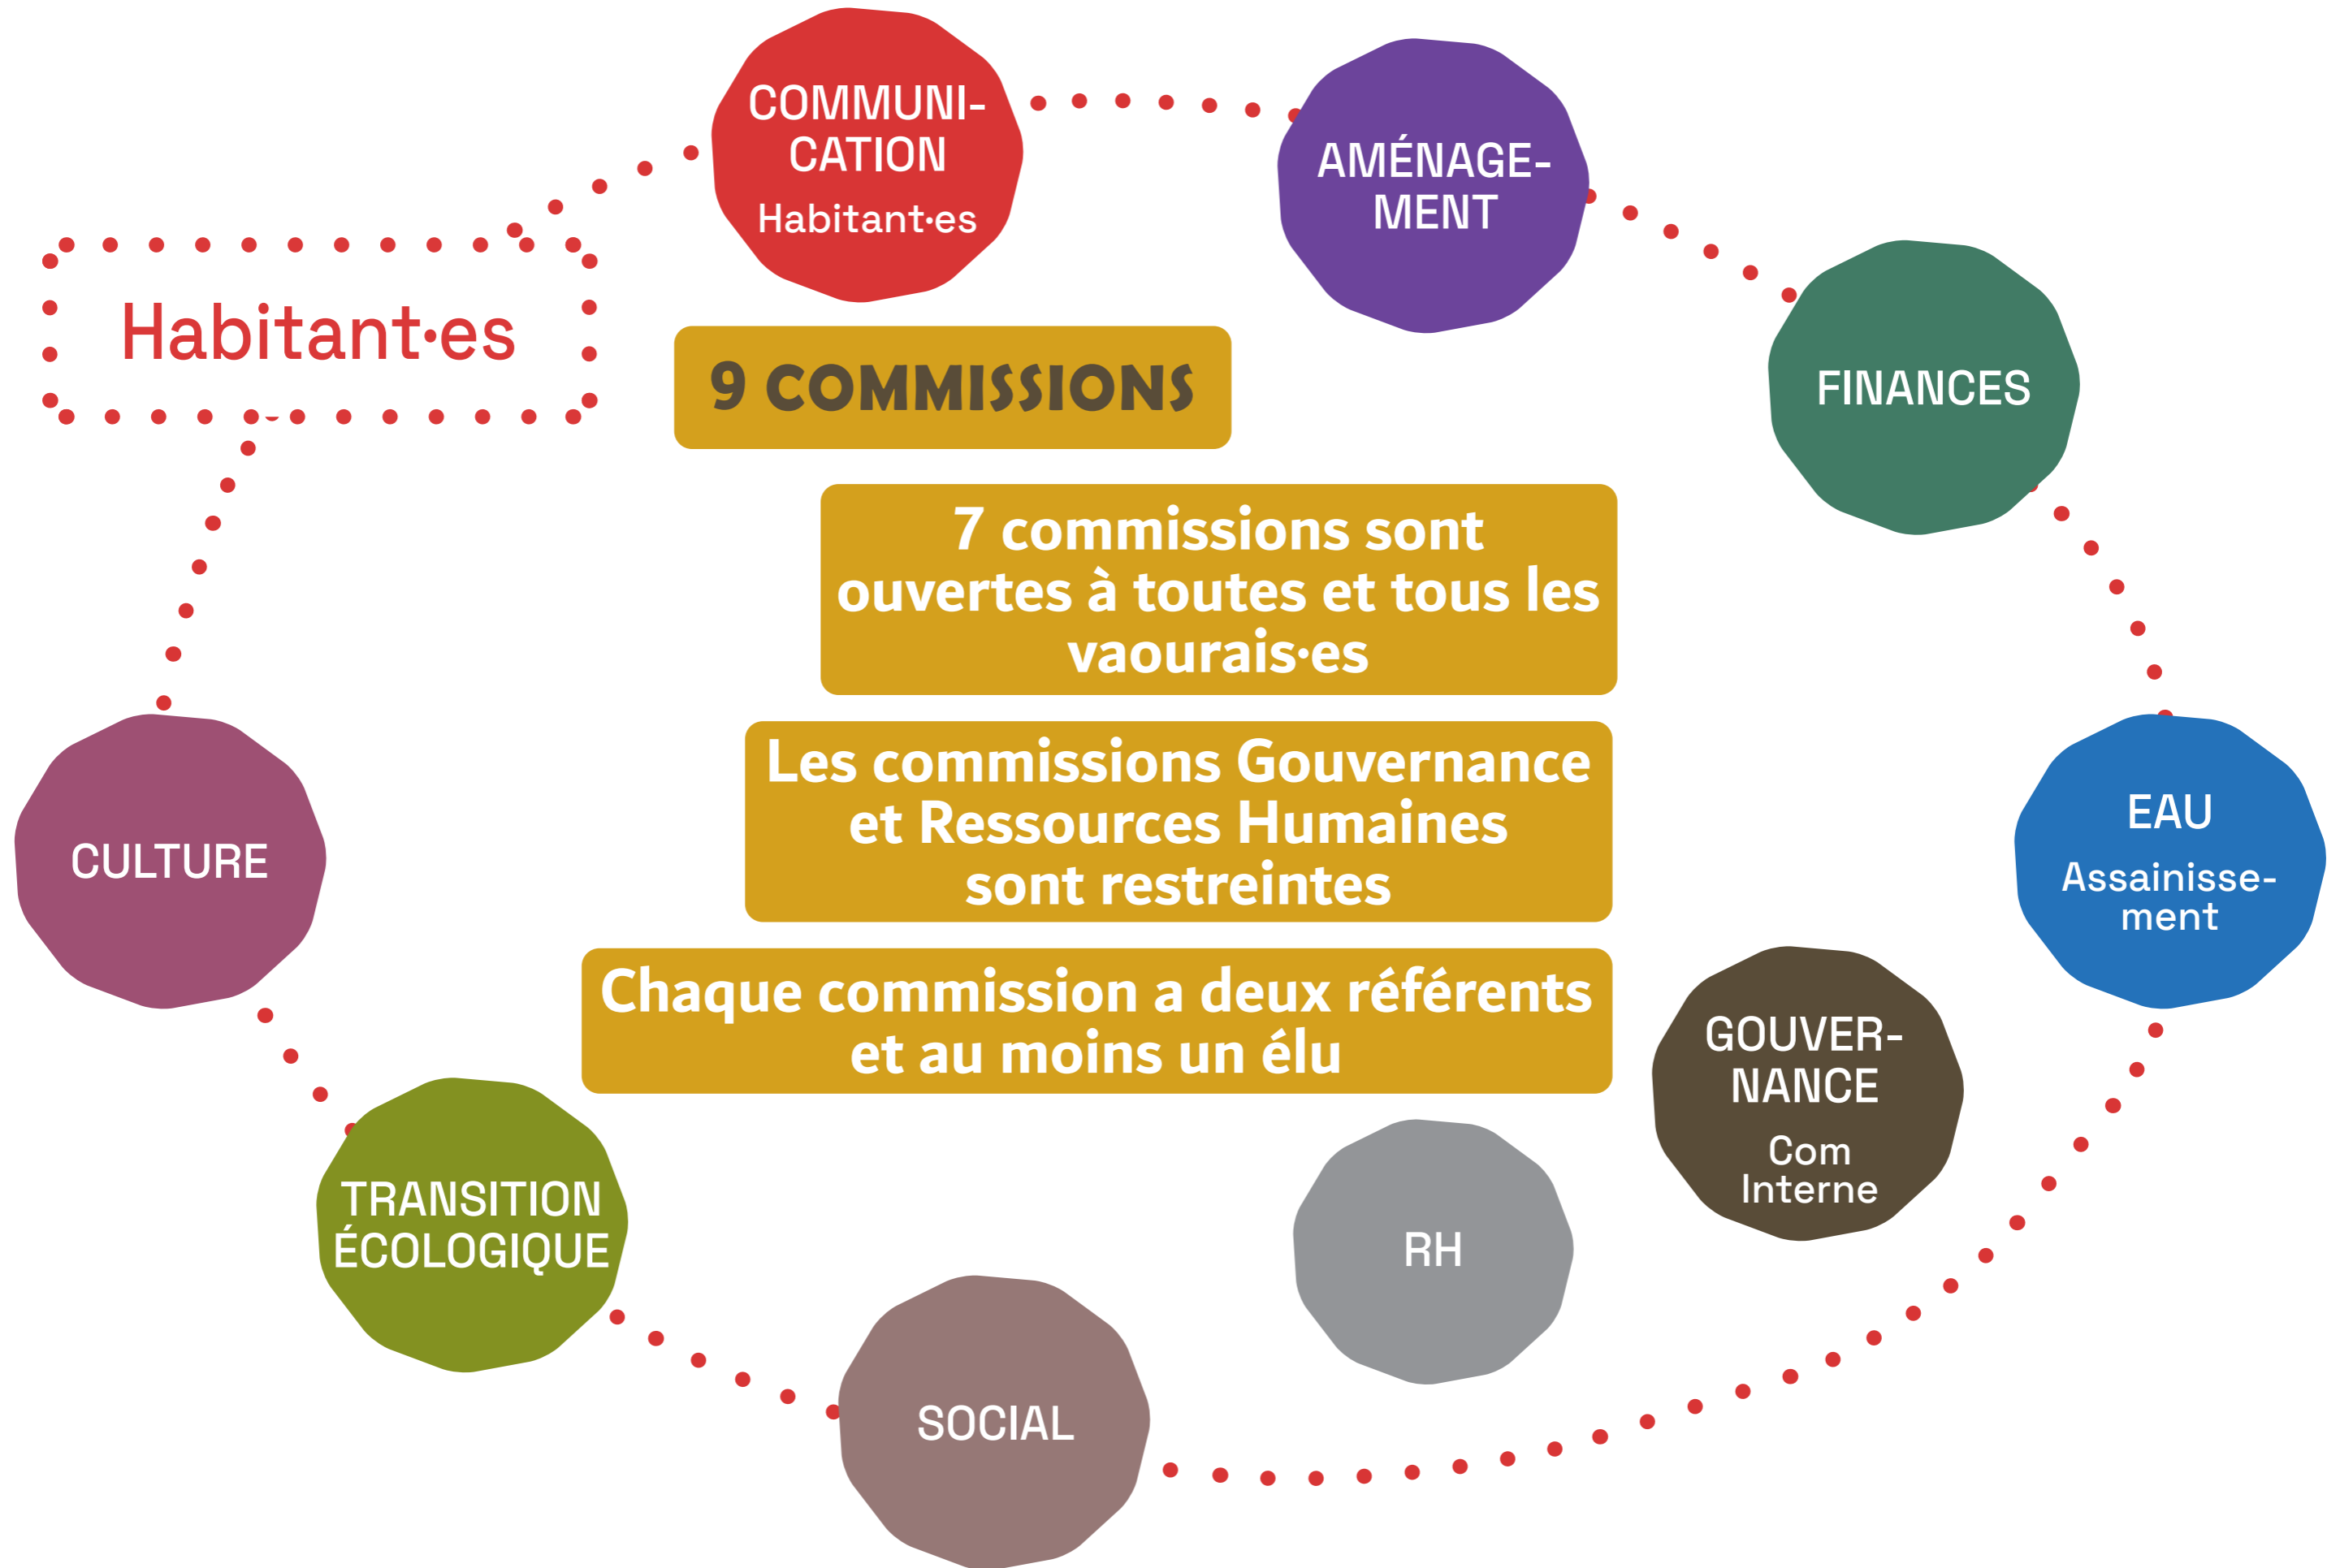 COMMUNI-
CATION
Habitant·es
AMÉNAGE-
MENT
Habitant·es
9 COMMISSIONS
FINANCES
7 commissions sont
ouvertes à toutes et tous les
vaourais·es
Les commissions Gouvernance
et Ressources Humaines
sont restreintes
CULTURE
EAU
Assainisse-
ment
Chaque commission a deux référents
et au moins un élu
GOUVER-
NANCE
Com
Interne
TRANSITION
ÉCOLOGIQUE
RH
SOCIAL